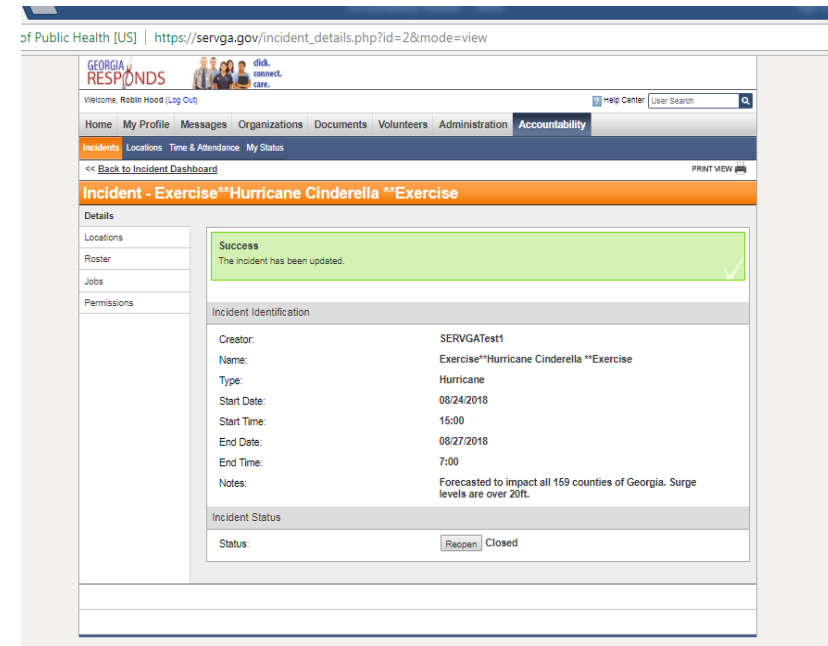 of Public Health [US] | https://servga.gov/incident_details.php?id=2&mode=view
GEORGIA
RESPONDS
click.
connect.
care.
Welcome, Robin Hood (Log Out)
? Help Center User Search
Home My Profile Messages Organizations Documents Volunteers Administration Accountability
Incidents Locations Time & Attendance My Status
<< Back to Incident Dashboard PRINT VIEW
Incident - Exercise**Hurricane Cinderella **Exercise
Details
Locations
Roster
Jobs
Permissions
Success
The incident has been updated.
Incident Identification
Creator: SERVGATest1
Name: Exercise**Hurricane Cinderella **Exercise
Type: Hurricane
Start Date: 08/24/2018
Start Time: 15:00
End Date: 08/27/2018
End Time: 7:00
Notes: Forecasted to impact all 159 counties of Georgia. Surge
levels are over 20ft.
Incident Status
Status: Reopen Closed